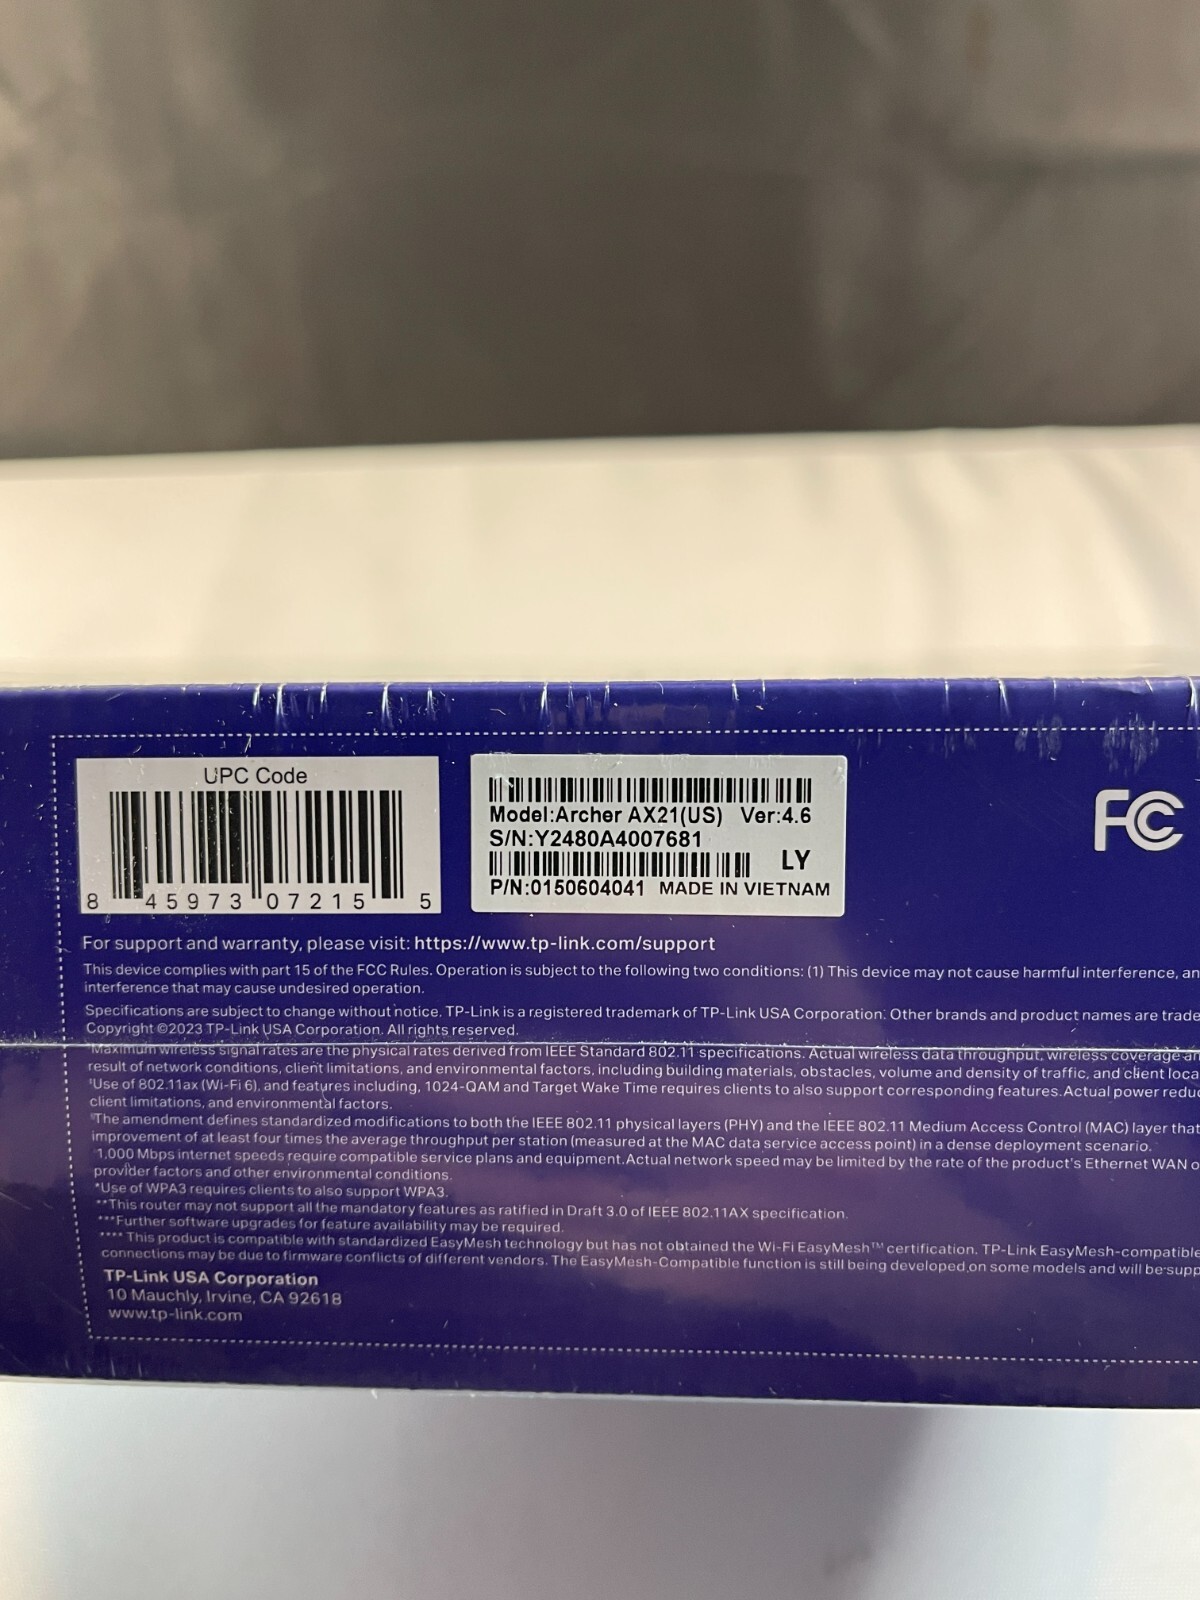 UPC Code
8 45973 07215 5
Model:Archer AX21(US) Ver:4.6
S/N:Y2480A4007681
LY
P/N:0150604041 MADE IN VIETNAM
FC
For support and warranty, please visit: https://www.tp-link.com/support
This device complies with part 15 of the FCC Rules. Operation is subject to the following two conditions: (1) This device may not cause harmful interference, an
interference that may cause undesired operation.
Specifications are subject to change without notice. TP-Link is a registered trademark of TP-Link USA Corporation. Other brands and product names are trade
Copyright ©2023 TP-Link USA Corporation. All rights reserved.
Maximum wireless signal rates are the physical rates derived from IEEE Standard 802.11 specifications. Actual wireless data throughput, wireless coverage an
result of network conditions, client limitations, and environmental factors, including building materials, obstacles, volume and density of traffic, and client loca
Use of 802.11ax (Wi-Fi 6), and features including, 1024-QAM and Target Wake Time requires clients to also support corresponding features. Actual power reduc
client limitations, and environmental factors.
The amendment defines standardized modifications to both the IEEE 802.11 physical layers (PHY) and the IEEE 802.11 Medium Access Control (MAC) layer that
improvement of at least four times the average throughput per station (measured at the MAC data service access point) in a dense deployment scenario.
1,000 Mbps internet speeds require compatible service plans and equipment. Actual network speed may be limited by the rate of the product's Ethernet WAN o
provider factors and other environmental conditions.
*Use of WPA3 requires clients to also support WPA3.
**This router may not support all the mandatory features as ratified in Draft 3.0 of IEEE 802.11AX specification.
***Further software upgrades for feature availability may be required.
**** This product is compatible with standardized EasyMesh technology but has not obtained the Wi-Fi EasyMesh™ certification. TP-Link EasyMesh-compatible
connections may be due to firmware conflicts of different vendors. The EasyMesh-Compatible function is still being developed on some models and will be supp
TP-Link USA Corporation
10 Mauchly, Irvine, CA 92618
www.tp-link.com